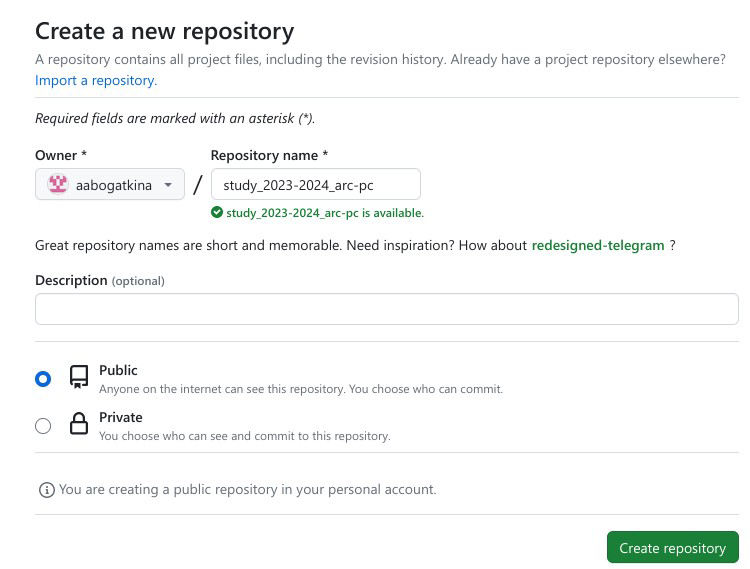 Create a new repository
A repository contains all project files, including the revision history. Already have a project repository elsewhere?
Import a repository.
Required fields are marked with an asterisk (*).
Owner *
Repository name *
aabogatkina
/
study_2023-2024_arc-pc
study_2023-2024_arc-pc is available.
Great repository names are short and memorable. Need inspiration? How about redesigned-telegram ?
Description (optional)
Public
Anyone on the internet can see this repository. You choose who can commit.
Private
You choose who can see and commit to this repository.
You are creating a public repository in your personal account.
Create repository